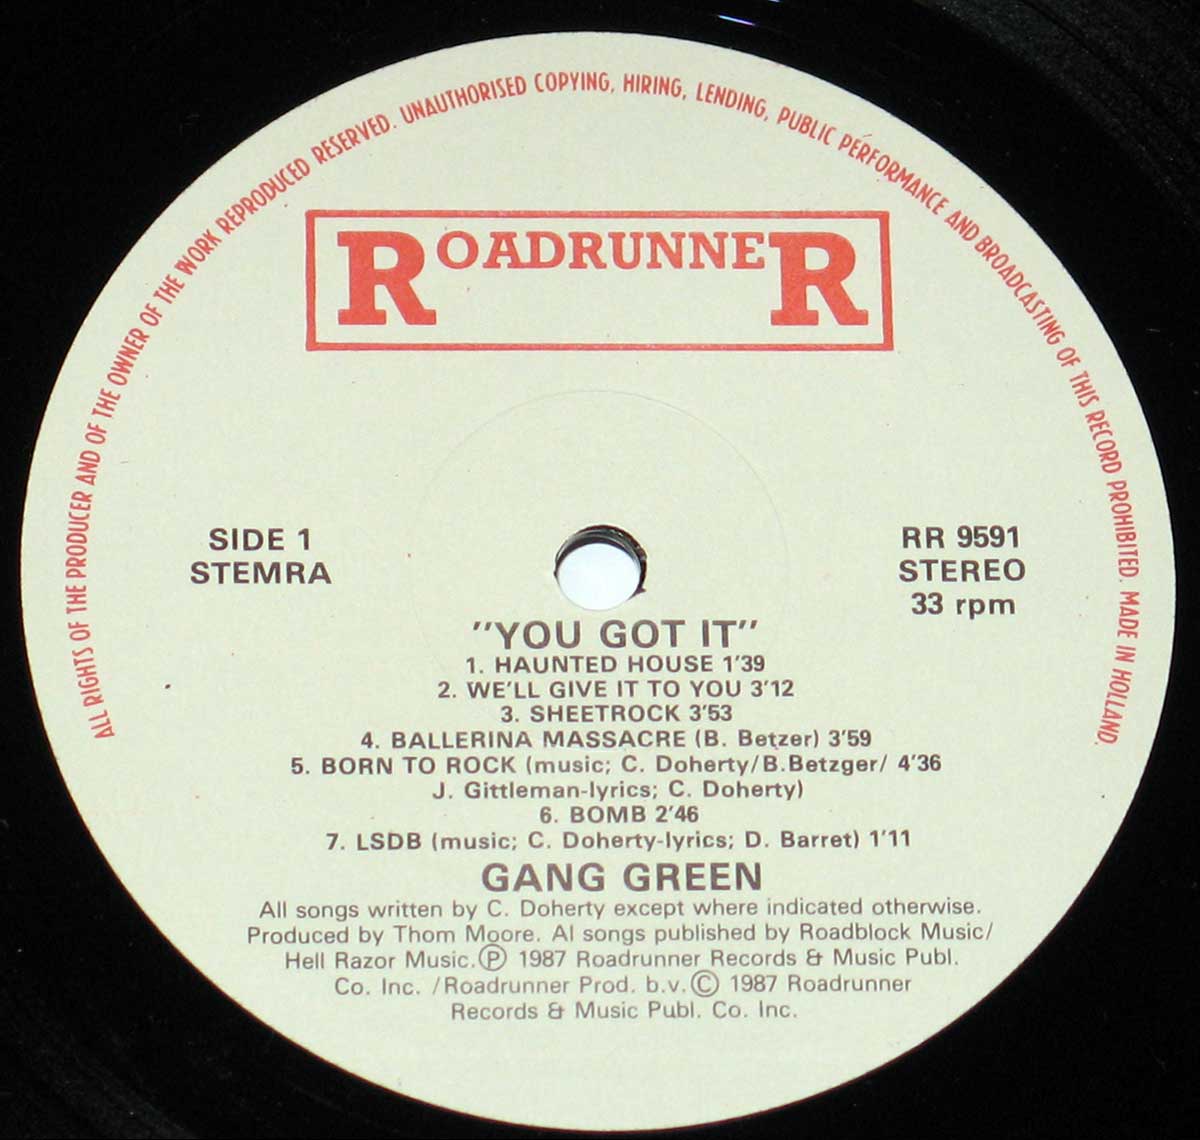 ALL RIGHTS OF THE PRODUCER AND OF THE OWNER OF THE WORK REPRODUCED RESERVED. UNAUTHORISED COPYING, HIRING, LENDING, PUBLIC PERFORMANCE AND BROADCASTING OF THIS RECORD PROHIBITED. MADE IN HOLLAND.
ROADRUNNER
SIDE 1
STEMRA
RR 9591
STEREO
33 rpm
"YOU GOT IT"
1. HAUNTED HOUSE 1'39
2. WE'LL GIVE IT TO YOU 3'12
3. SHEETROCK 3'53
4. BALLERINA MASSACRE (B. Betzer) 3'59
5. BORN TO ROCK (music; C. Doherty/B.Betzger/ 4'36
J. Gittleman-lyrics; C. Doherty)
6. BOMB 2'46
7. LSDB (music; C. Doherty-lyrics; D. Barret) 1'11
GANG GREEN
All songs written by C. Doherty except where indicated otherwise.
Produced by Thom Moore. Al songs published by Roadblock Music/
Hell Razor Music. Ⓟ 1987 Roadrunner Records & Music Publ.
Co. Inc. /Roadrunner Prod. b.v. © 1987 Roadrunner
Records & Music Publ. Co. Inc.